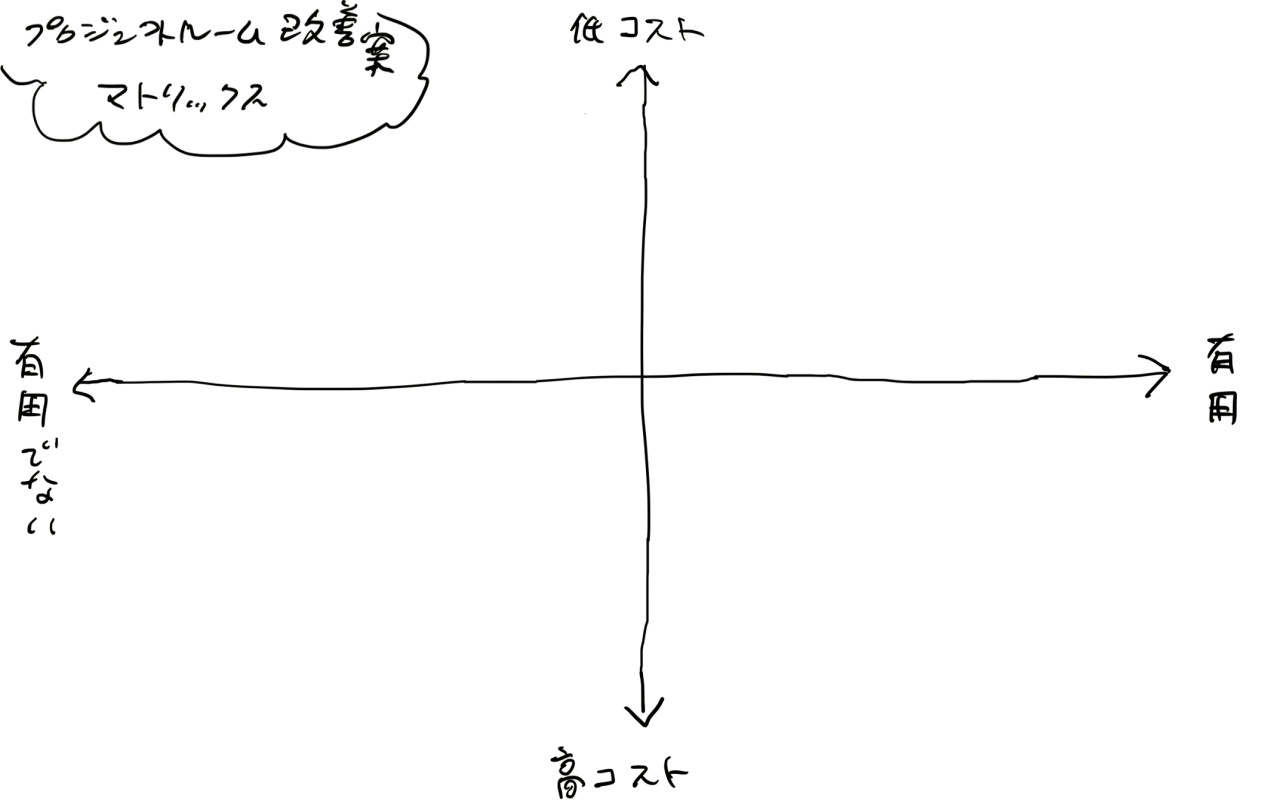 プロジェクトルーム改善案
マトリックス
低コスト
有用でない
有用
高コスト